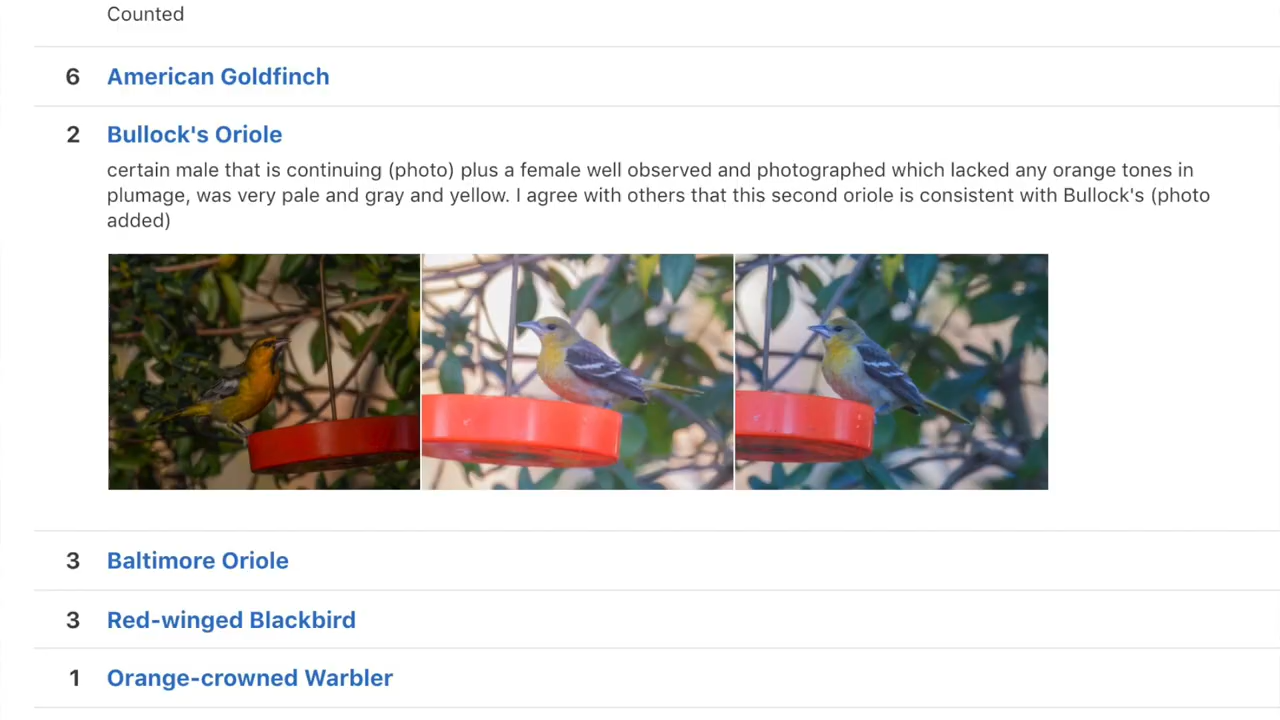 Counted
6 American Goldfinch
2 Bullock's Oriole
certain male that is continuing (photo) plus a female well observed and photographed which lacked any orange tones in
plumage, was very pale and gray and yellow. I agree with others that this second oriole is consistent with Bullock's (photo
added)
3 Baltimore Oriole
3 Red-winged Blackbird
1 Orange-crowned Warbler